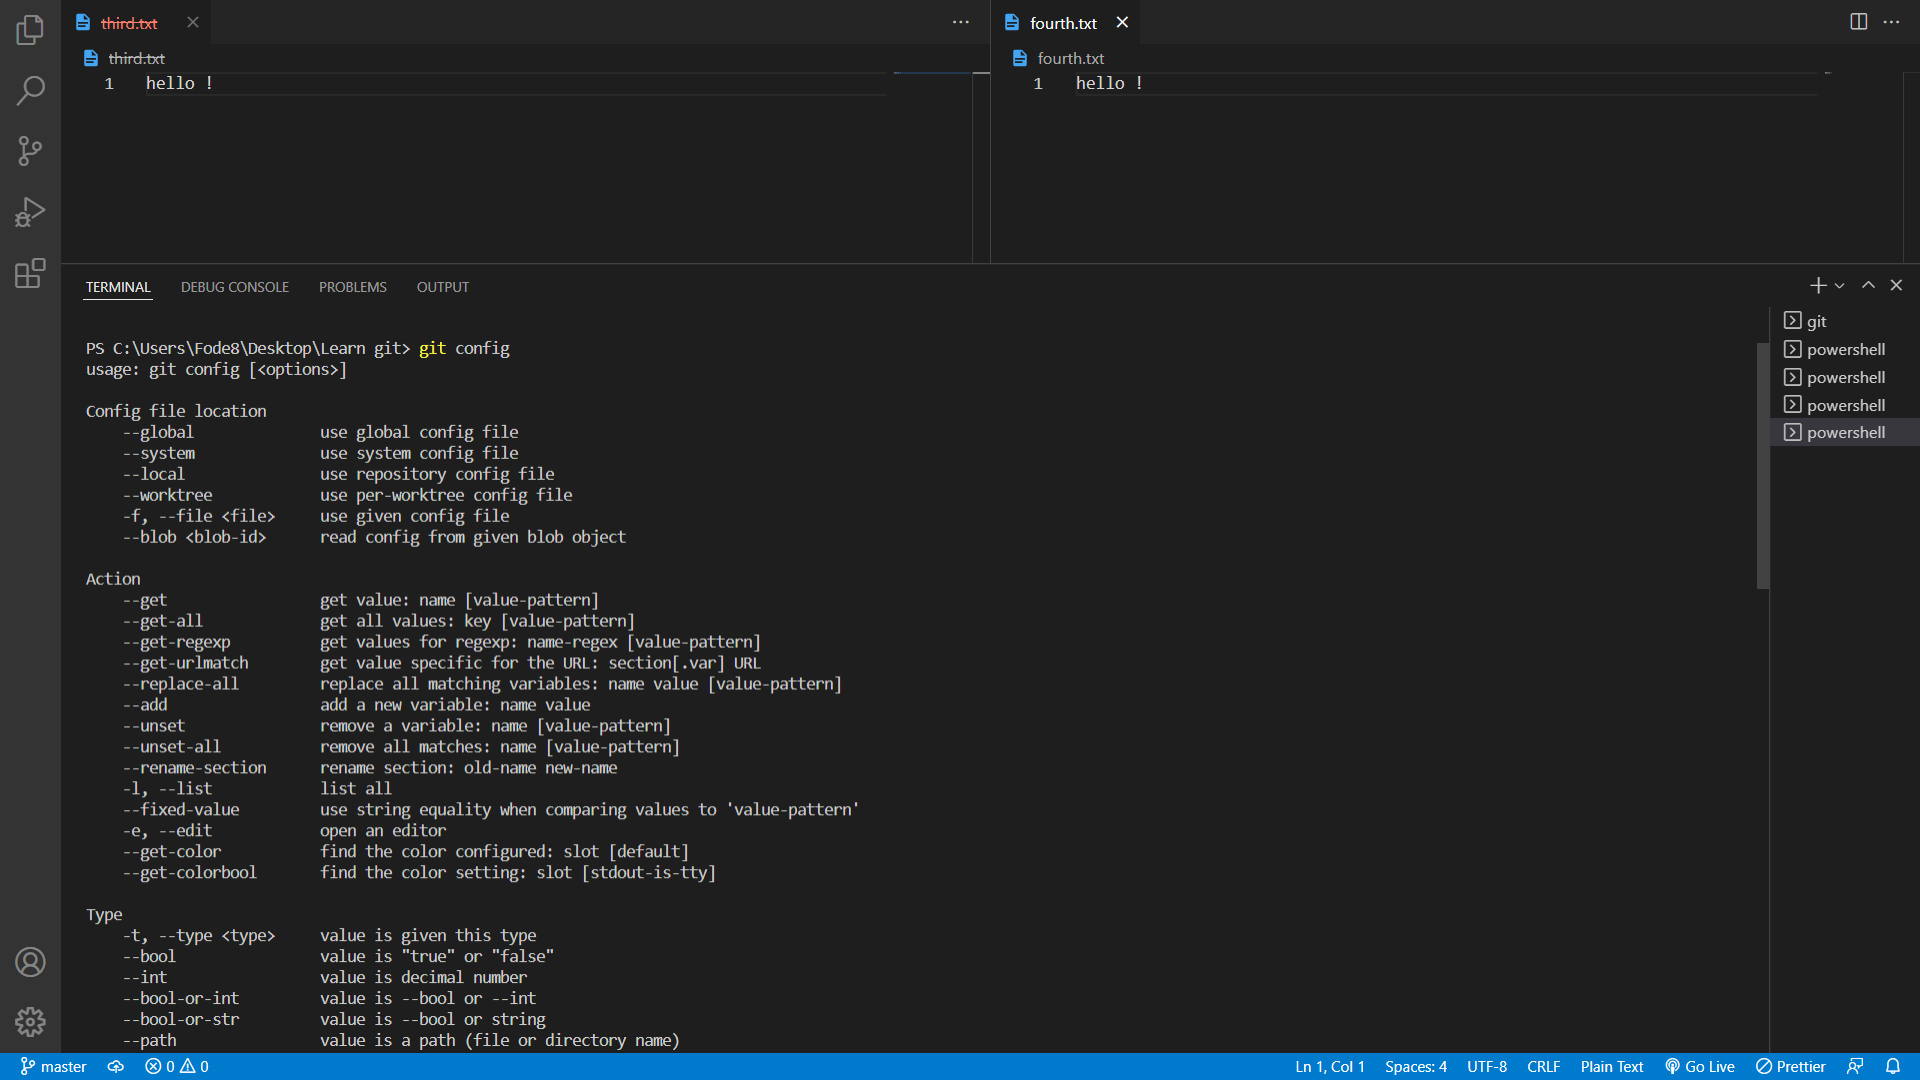 third.txt
fourth.txt
third.txt
fourth.txt
1 hello !
1 hello !
TERMINAL DEBUG CONSOLE PROBLEMS OUTPUT
git
powershell
powershell
powershell
powershell
PS C:\Users\Fode8\Desktop\Learn git> git config
usage: git config [<options>]
Config file location
--global use global config file
--system use system config file
--local use repository config file
--worktree use per-worktree config file
-f, --file <file> use given config file
--blob <blob-id> read config from given blob object
Action
--get get value: name [value-pattern]
--get-all get all values: key [value-pattern]
--get-regexp get values for regexp: name-regex [value-pattern]
--get-urlmatch get value specific for the URL: section[.var] URL
--replace-all replace all matching variables: name value [value-pattern]
--add add a new variable: name value
--unset remove a variable: name [value-pattern]
--unset-all remove all matches: name [value-pattern]
--rename-section rename section: old-name new-name
-l, --list list all
--fixed-value use string equality when comparing values to 'value-pattern'
-e, --edit open an editor
--get-color find the color configured: slot [default]
--get-colorbool find the color setting: slot [stdout-is-tty]
Type
-t, --type <type> value is given this type
--bool value is "true" or "false"
--int value is decimal number
--bool-or-int value is --bool or --int
--bool-or-str value is --bool or string
--path value is a path (file or directory name)
master 0 0 Ln 1, Col 1 Spaces: 4 UTF-8 CRLF Plain Text Go Live Prettier